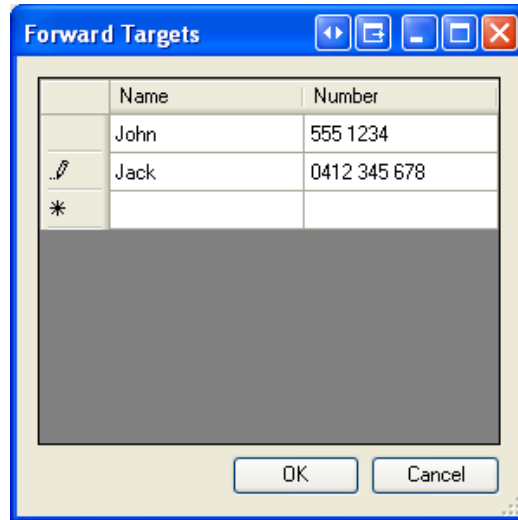 Forward Targets
Name Number
John 555 1234
Jack 0412 345 678
OK Cancel